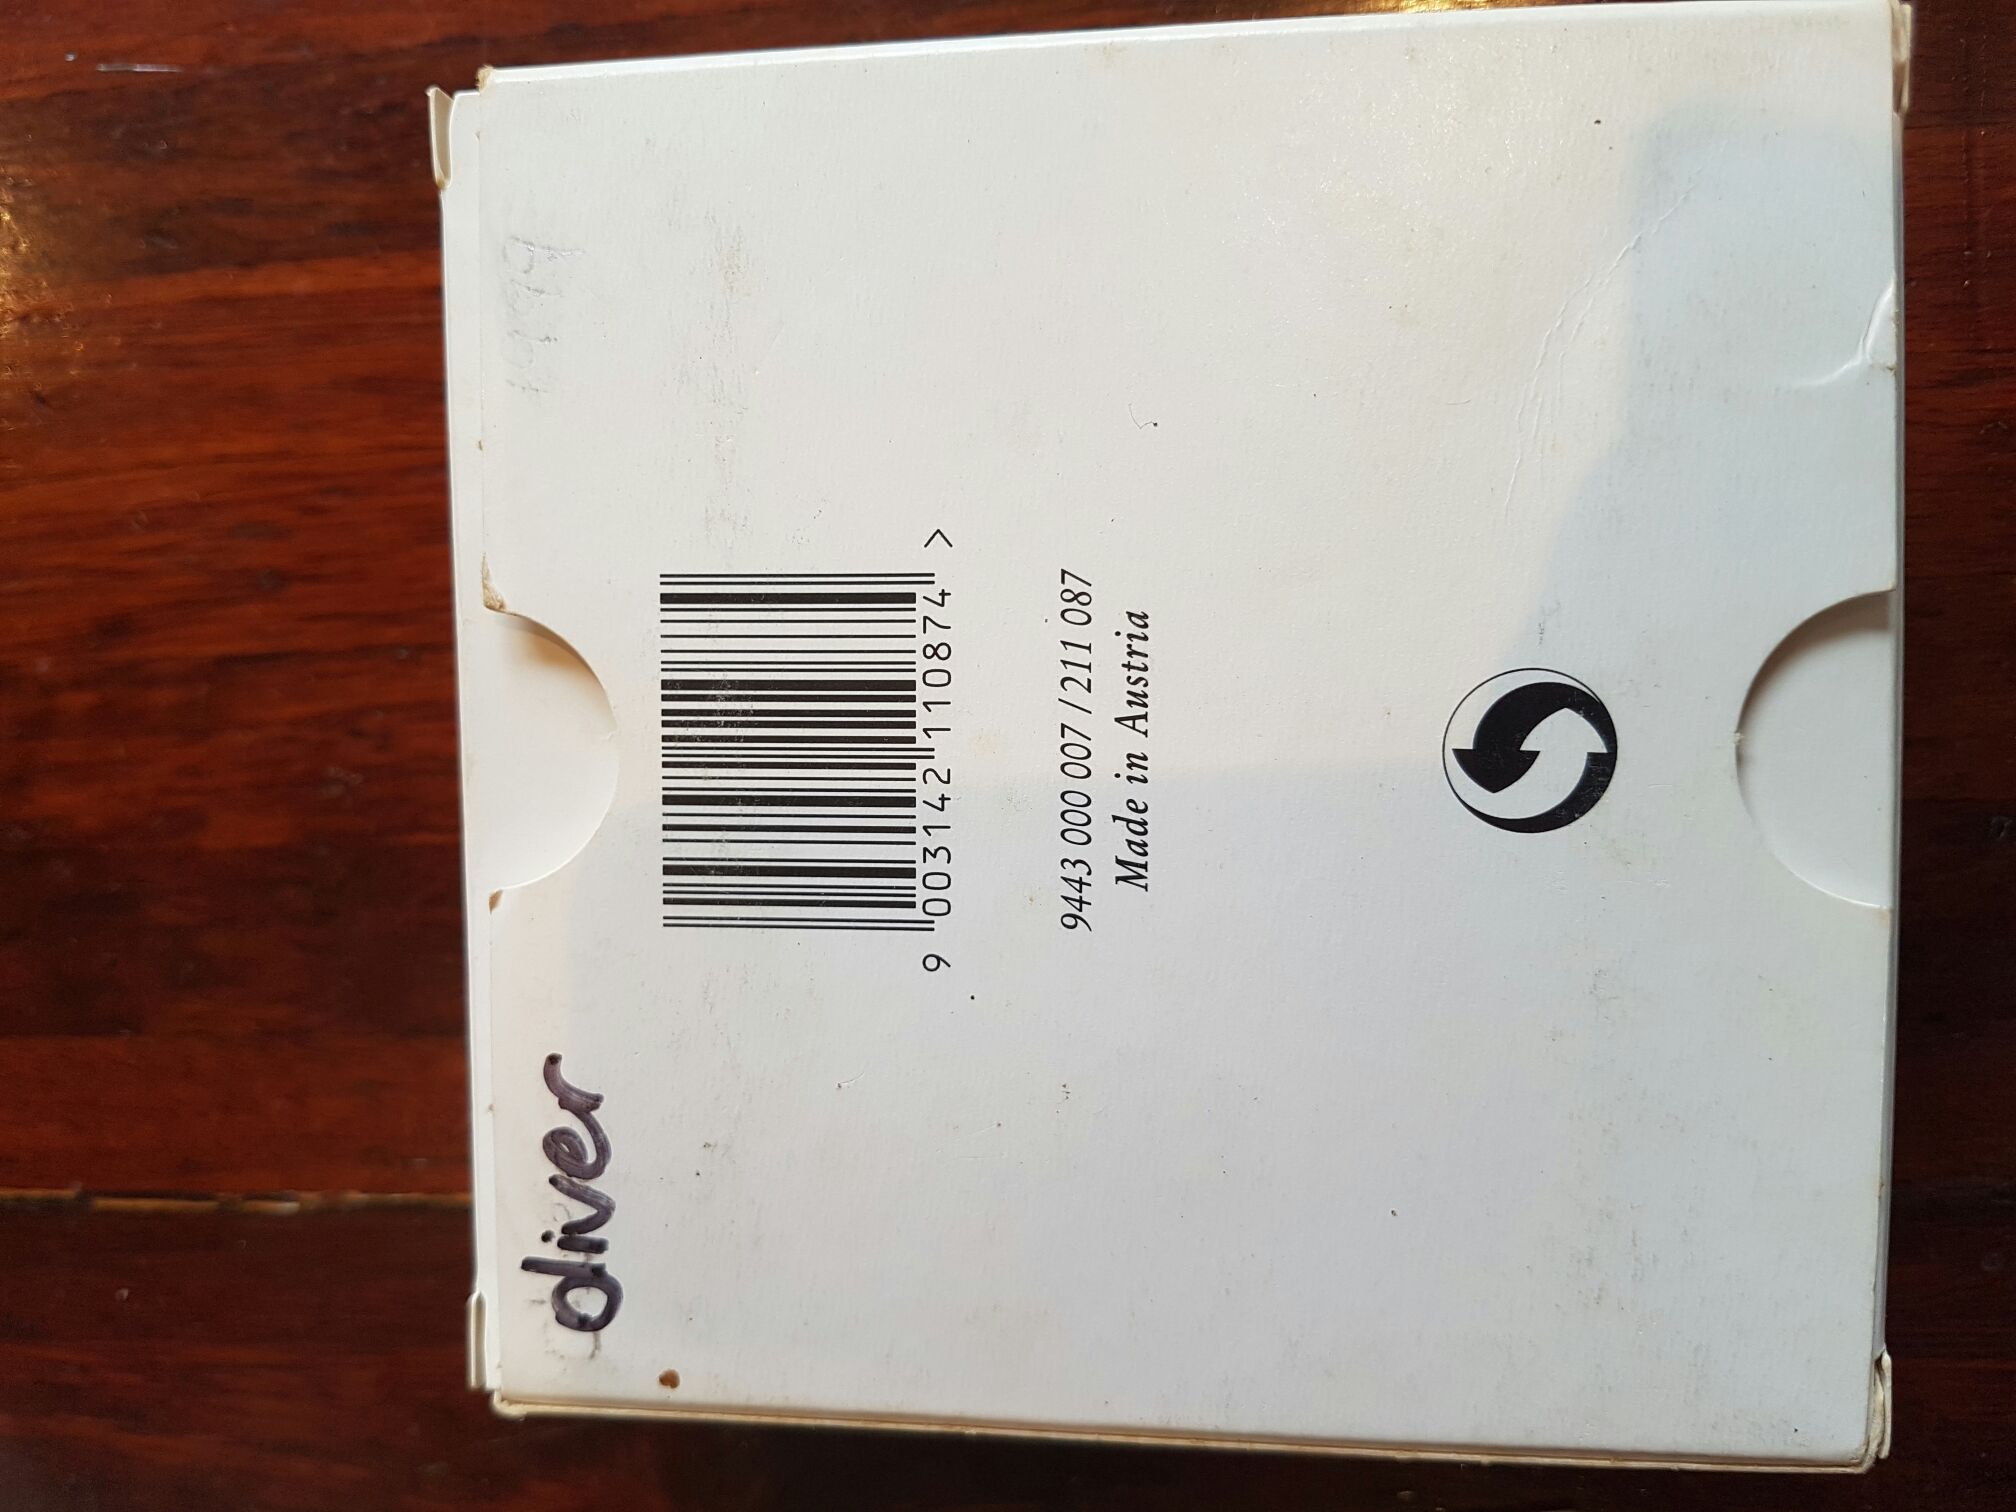 oliver
9 003142 110874 >
9443 000 007 / 211 087
Made in Austria